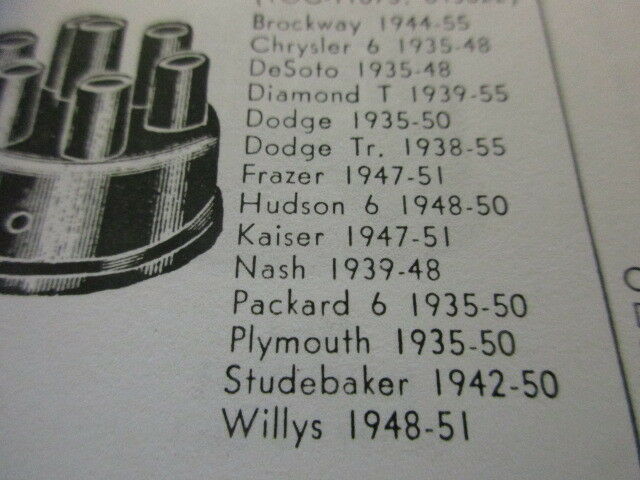 Brockway 1944-55
Chrysler 6 1935-48
DeSoto 1935-48
Diamond T 1939-55
Dodge 1935-50
Dodge Tr. 1938-55
Frazer 1947-51
Hudson 6 1948-50
Kaiser 1947-51
Nash 1939-48
Packard 6 1935-50
Plymouth 1935-50
Studebaker 1942-50
Willys 1948-51